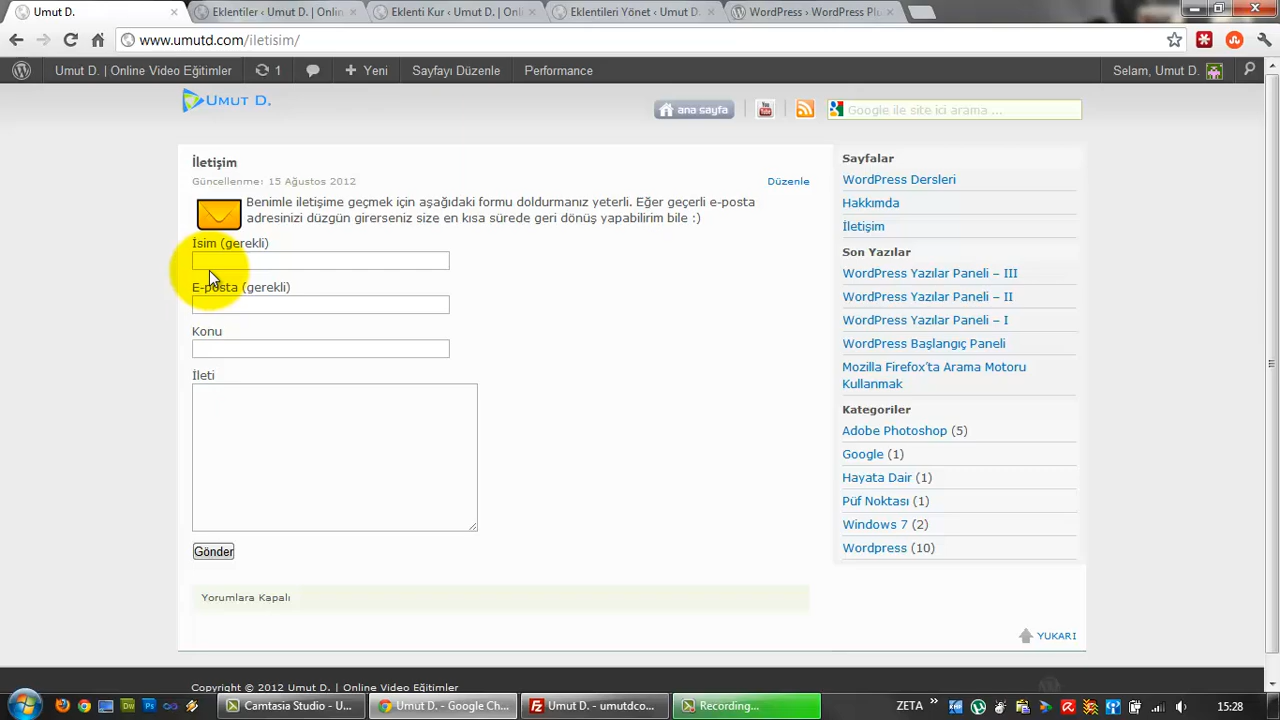 Umut D.
Eklentiler ‹ Umut D. | Onlin
Eklenti Kur ‹ Umut D. | Onl
Eklentileri Yönet ‹ Umut D.
WordPress › WordPress Plu
www.umutd.com/iletisim/
Umut D. | Online Video Eğitimler
1
Yeni
Sayfayı Düzenle
Performance
Selam, Umut D.
UMUT D.
ana sayfa
You Tube
Google ile site içi arama ...
İletişim
Güncellenme: 15 Ağustos 2012
Düzenle
Benimle iletişime geçmek için aşağıdaki formu doldurmanız yeterli. Eğer geçerli e-posta
adresinizi düzgün girerseniz size en kısa sürede geri dönüş yapabilirim bile :)
İsim (gerekli)
E-posta (gerekli)
Konu
İleti
Gönder
Yorumlara Kapalı
Sayfalar
WordPress Dersleri
Hakkımda
İletişim
Son Yazılar
WordPress Yazılar Paneli – III
WordPress Yazılar Paneli – II
WordPress Yazılar Paneli – I
WordPress Başlangıç Paneli
Mozilla Firefox'ta Arama Motoru
Kullanmak
Kategoriler
Adobe Photoshop (5)
Google (1)
Hayata Dair (1)
Püf Noktası (1)
Windows 7 (2)
Wordpress (10)
YUKARI
Copyright © 2012 Umut D. | Online Video Eğitimler
Camtasia Studio - U...
Umut D. - Google Ch...
Umut D. - umutdco...
Recording...
ZETA
15:28